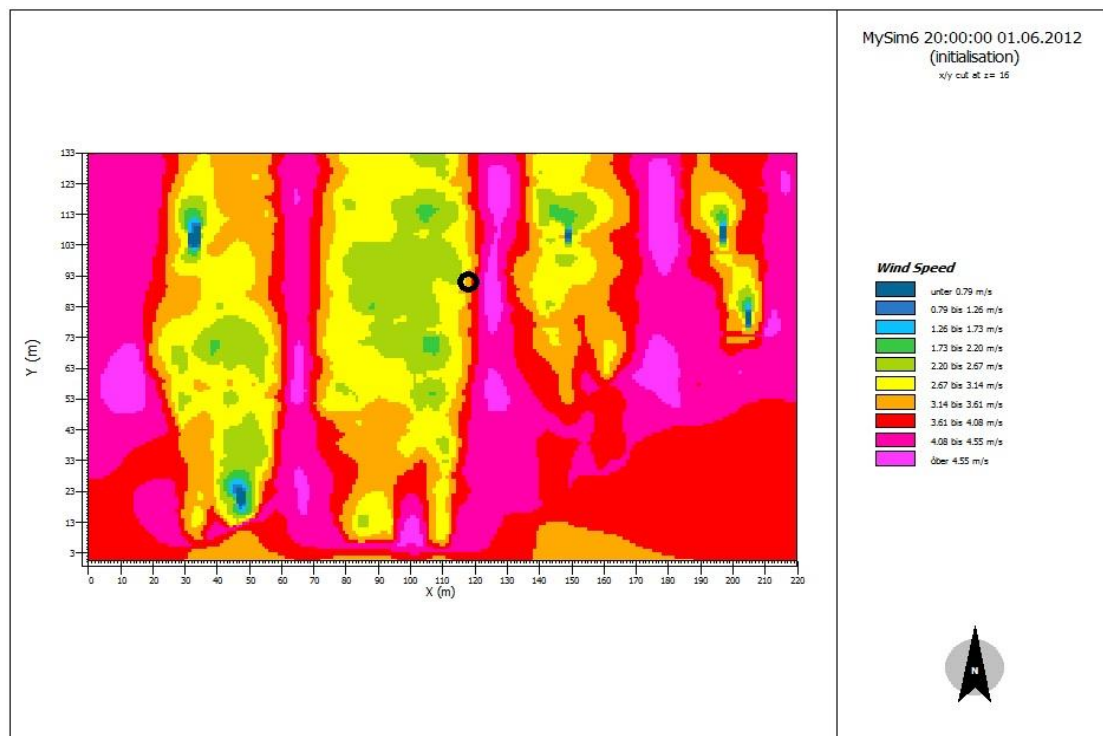 MySim6 20:00:00 01.06.2012
(initialisation)
x/y cut at z= 16
133
123
113
103
93
83
73
63
53
43
33
23
13
3
Y (m)
0 10 20 30 40 50 60 70 80 90 100 110 120 130 140 150 160 170 180 190 200 210 220
X (m)
Wind Speed
unter 0.79 m/s
0.79 bis 1.26 m/s
1.26 bis 1.73 m/s
1.73 bis 2.20 m/s
2.20 bis 2.67 m/s
2.67 bis 3.14 m/s
3.14 bis 3.61 m/s
3.61 bis 4.08 m/s
4.08 bis 4.55 m/s
öber 4.55 m/s
N